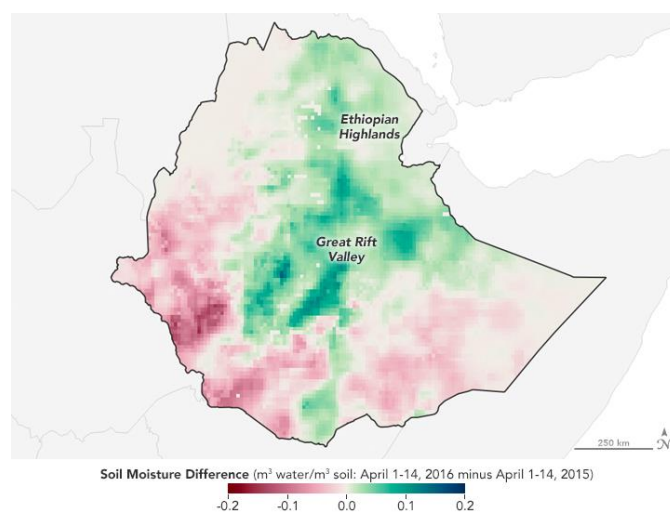 Ethiopian
Highlands
Great Rift
Valley
250 km
N
Soil Moisture Difference (m³ water/m³ soil: April 1-14, 2016 minus April 1-14, 2015)
-0.2 -0.1 0.0 0.1 0.2